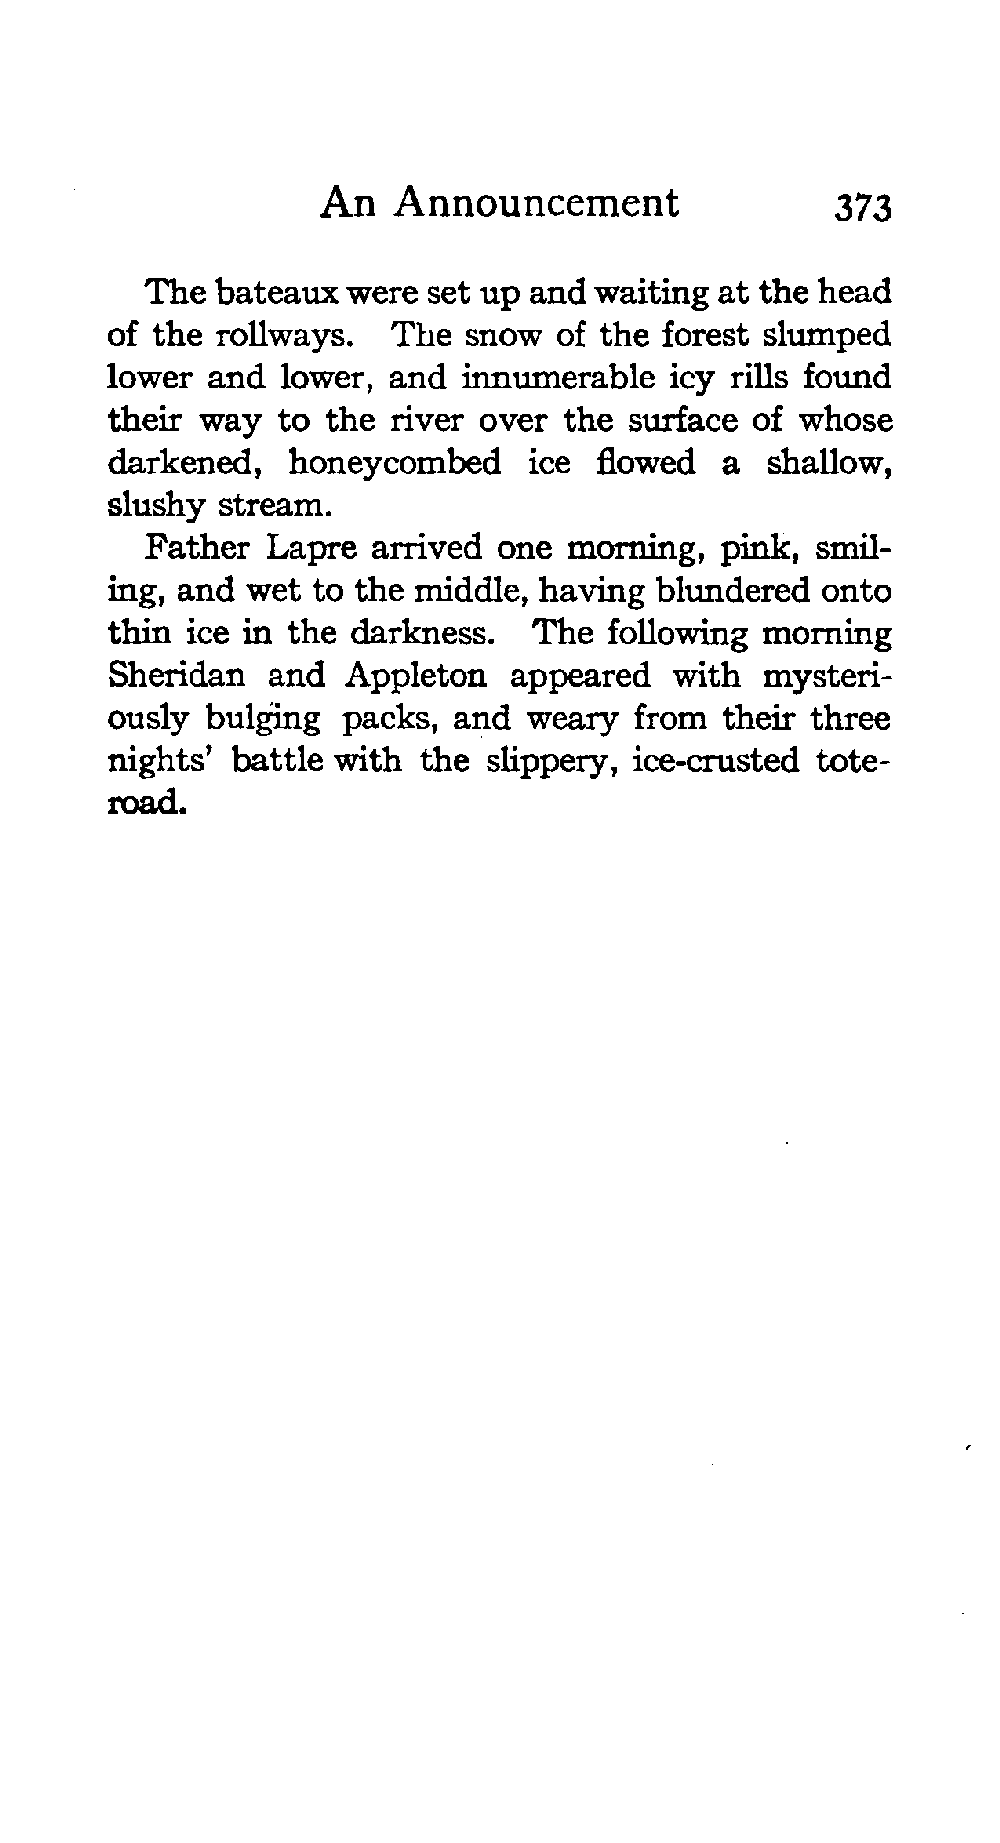 An Announcement 373
The bateaux were set up and waiting at the head
of the rollways. The snow of the forest slumped
lower and lower, and innumerable icy rills found
their way to the river over the surface of whose
darkened, honeycombed ice flowed a shallow,
slushy stream.
Father Lapre arrived one morning, pink, smil-
ing, and wet to the middle, having blundered onto
thin ice in the darkness. The following morning
Sheridan and Appleton appeared with mysteri-
ously bulging packs, and weary from their three
nights' battle with the slippery, ice-crusted tote-
road.